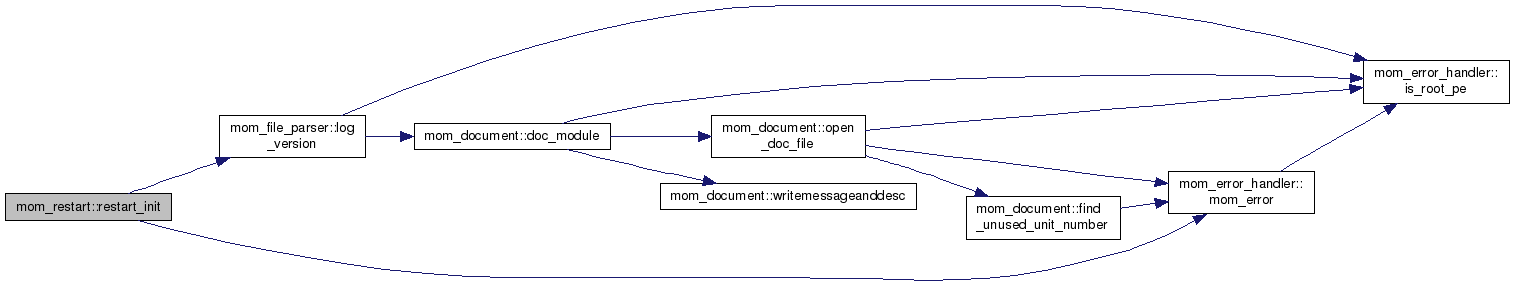 mom_restart::restart_init
mom_file_parser::log
_version
mom_document::doc_module
mom_document::open
_doc_file
mom_document::writemessageanddesc
mom_document::find
_unused_unit_number
mom_error_handler::
mom_error
mom_error_handler::
is_root_pe